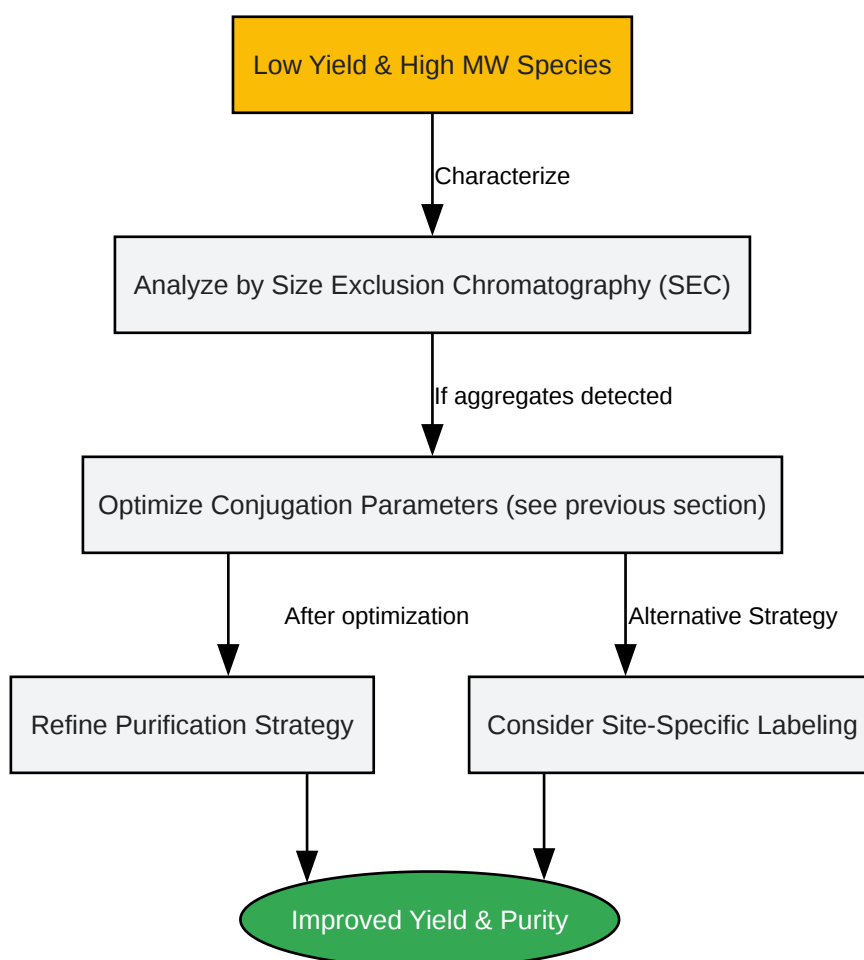 Low Yield & High MW Species
Characterize
Analyze by Size Exclusion Chromatography (SEC)
If aggregates detected
Optimize Conjugation Parameters (see previous section)
After optimization
Alternative Strategy
Refine Purification Strategy
Consider Site-Specific Labeling
Improved Yield & Purity